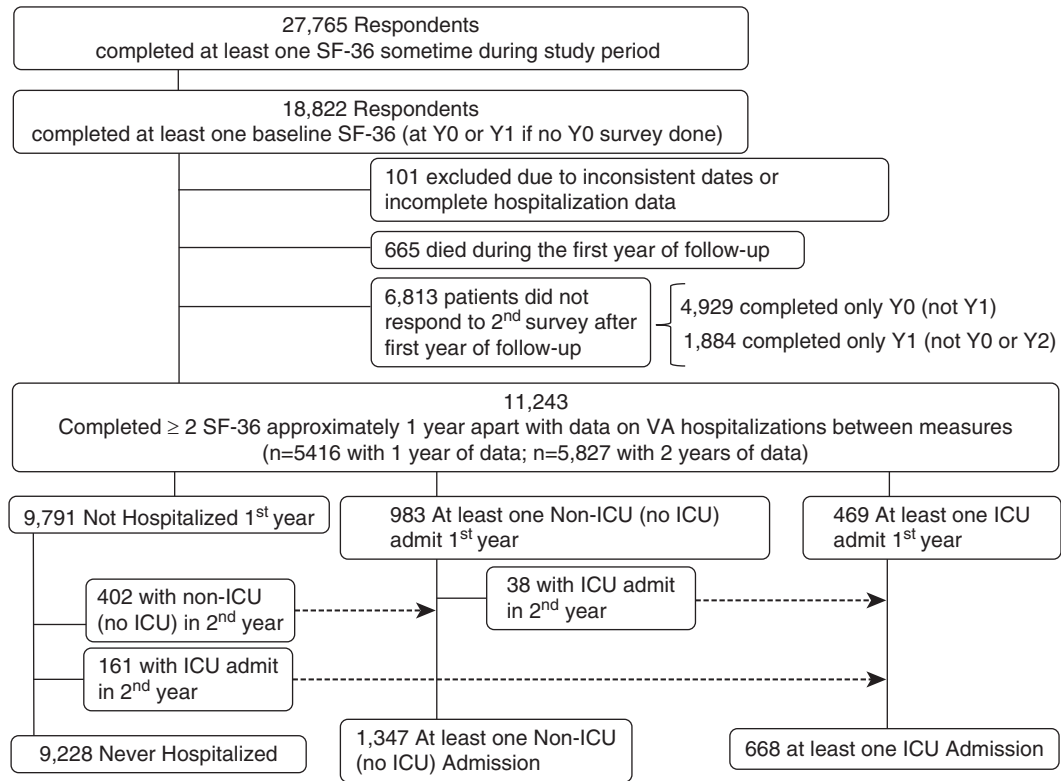 27,765 Respondents
completed at least one SF-36 sometime during study period
18,822 Respondents
completed at least one baseline SF-36 (at Y0 or Y1 if no Y0 survey done)
101 excluded due to inconsistent dates or
incomplete hospitalization data
665 died during the first year of follow-up
6,813 patients did not
respond to 2nd survey after
first year of follow-up
4,929 completed only Y0 (not Y1)
1,884 completed only Y1 (not Y0 or Y2)
11,243
Completed ≥ 2 SF-36 approximately 1 year apart with data on VA hospitalizations between measures
(n=5416 with 1 year of data; n=5,827 with 2 years of data)
9,791 Not Hospitalized 1st year
983 At least one Non-ICU (no ICU)
admit 1st year
469 At least one ICU
admit 1st year
402 with non-ICU
(no ICU) in 2nd year
38 with ICU admit
in 2nd year
161 with ICU admit
in 2nd year
9,228 Never Hospitalized
1,347 At least one Non-ICU
(no ICU) Admission
668 at least one ICU Admission